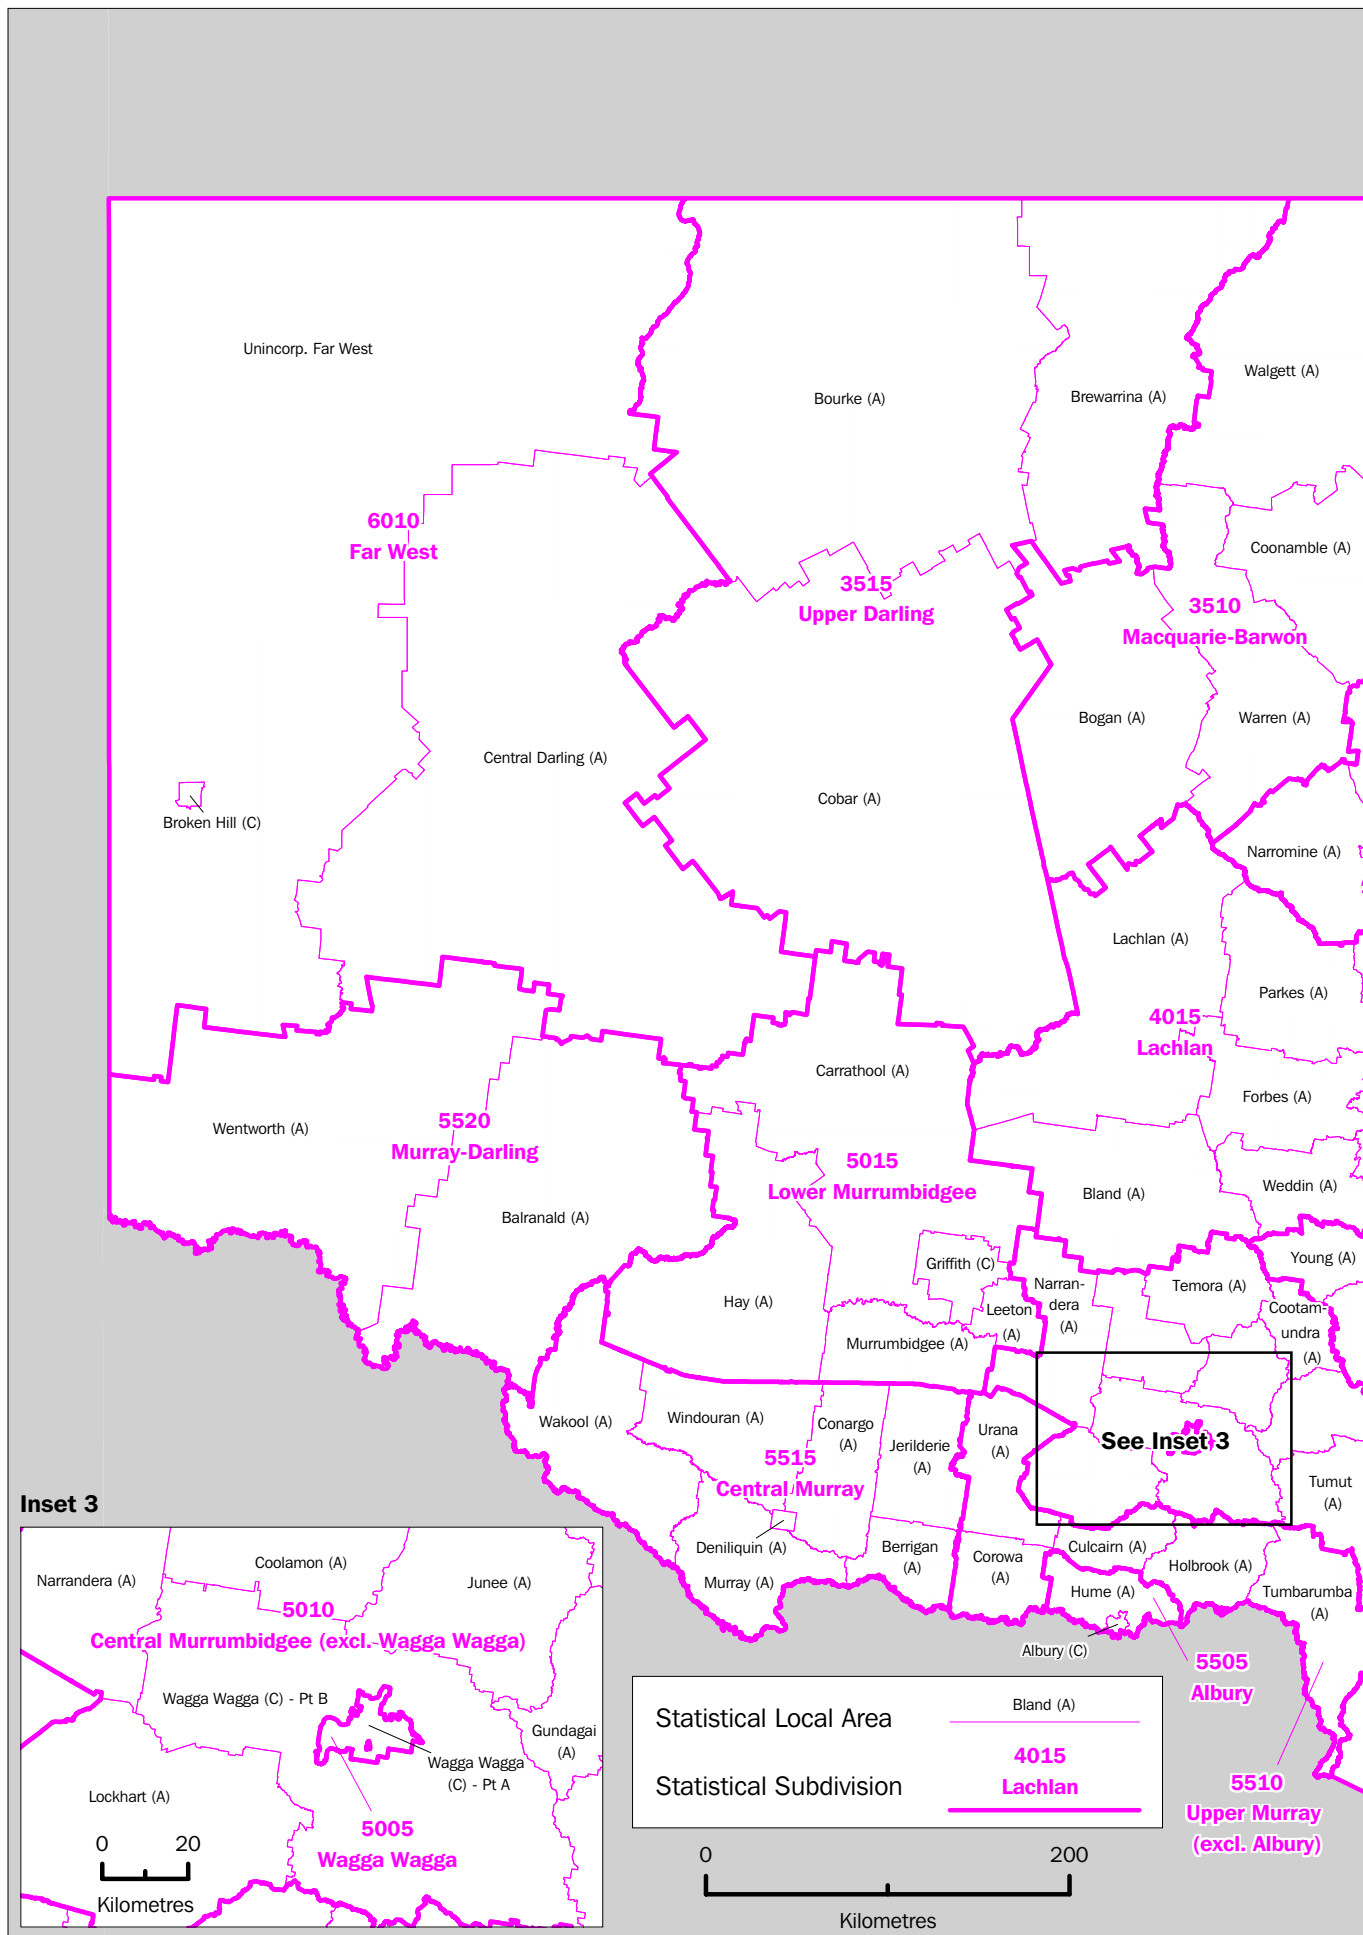 Unincorp. Far West
Bourke (A)
Brewarrina (A)
Walgett (A)
6010
Far West
Coonamble (A)
3515
Upper Darling
3510
Macquarie-Barwon
Central Darling (A)
Bogan (A)
Warren (A)
Cobar (A)
Broken Hill (C)
Narromine (A)
Lachlan (A)
Parkes (A)
4015
Lachlan
Carrathool (A)
Forbes (A)
Wentworth (A)
5520
Murray-Darling
5015
Lower Murrumbidgee
Bland (A)
Weddin (A)
Balranald (A)
Griffith (C)
Young (A)
Narran-
dera
(A)
Temora (A)
Hay (A)
Leeton
(A)
Cootam-
undra
(A)
Murrumbidgee (A)
Wakool (A)
Windouran (A)
Conargo
(A)
Jerilderie
(A)
Urana
(A)
See Inset 3
5515
Central Murray
Tumut
(A)
Deniliquin (A)
Murray (A)
Berrigan
(A)
Corowa
(A)
Culcairn (A)
Holbrook (A)
Hume (A)
Tumbarumba
(A)
Albury (C)
5505
Albury
5510
Upper Murray
(excl. Albury)
Inset 3
Narrandera (A)
Coolamon (A)
Junee (A)
5010
Central Murrumbidgee (excl. Wagga Wagga)
Wagga Wagga (C) - Pt B
Gundagai
(A)
Wagga Wagga
(C) - Pt A
Lockhart (A)
5005
Wagga Wagga
0 20
Kilometres
Statistical Local Area
Bland (A)
Statistical Subdivision
4015
Lachlan
0 200
Kilometres